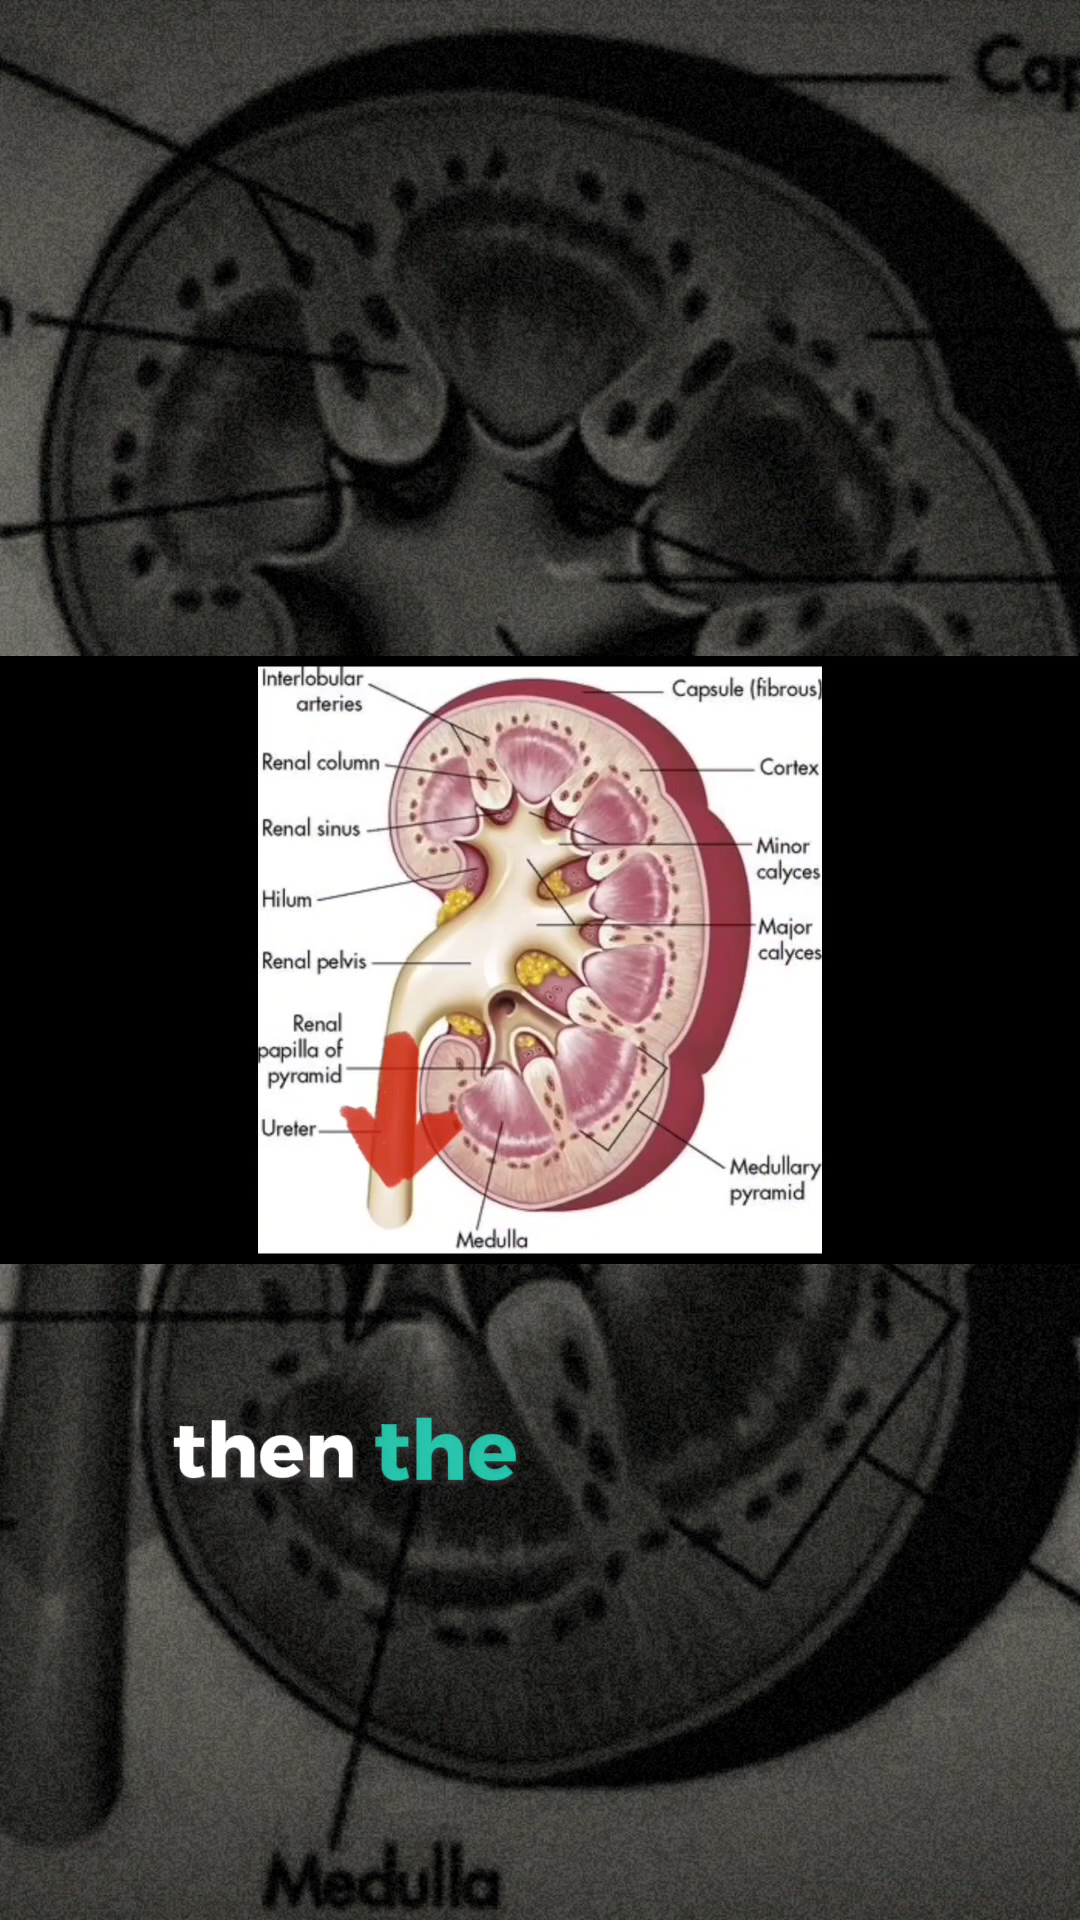 Cap
Interlobular
arteries
Renal column
Renal sinus
Hilum
Renal pelvis
Renal
papilla of
pyramid
Ureter
Medulla
Capsule (fibrous)
Cortex
Minor
calyces
Major
calyces
Medullary
pyramid
then the
Medulla